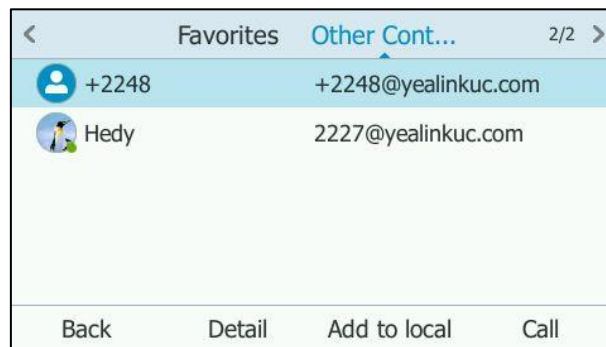 < Favorites Other Cont... 2/2 >
+2248 +2248@yealinkuc.com
Hedy 2227@yealinkuc.com
Back Detail Add to local Call